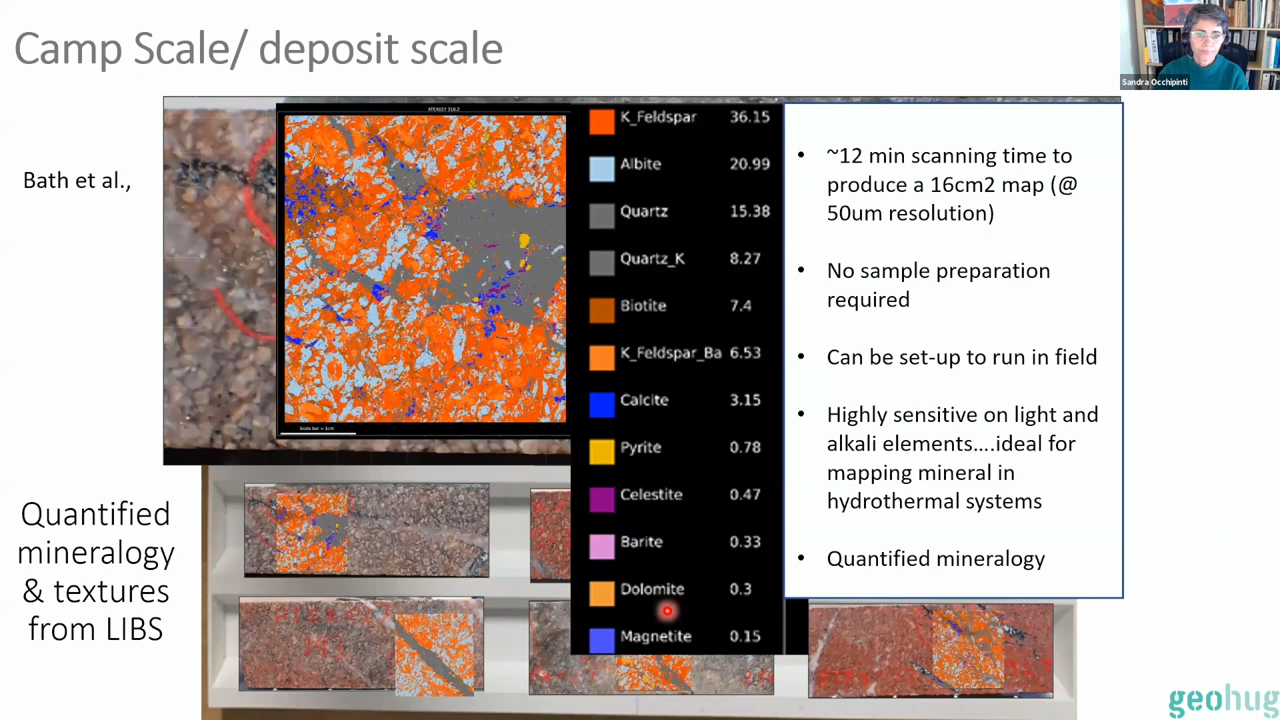 Camp Scale/ deposit scale
Sandra Occhipinti
Bath et al.,
K_Feldspar 36.15
Albite 20.99
Quartz 15.38
Quartz_K 8.27
Biotite 7.4
K_Feldspar_Ba 6.53
Calcite 3.15
Pyrite 0.78
Celestite 0.47
Barite 0.33
Dolomite 0.3
Magnetite 0.15
• ~12 min scanning time to
produce a 16cm2 map (@
50um resolution)
• No sample preparation
required
• Can be set-up to run in field
• Highly sensitive on light and
alkali elements....ideal for
mapping mineral in
hydrothermal systems
• Quantified mineralogy
Quantified
mineralogy
& textures
from LIBS
geohug